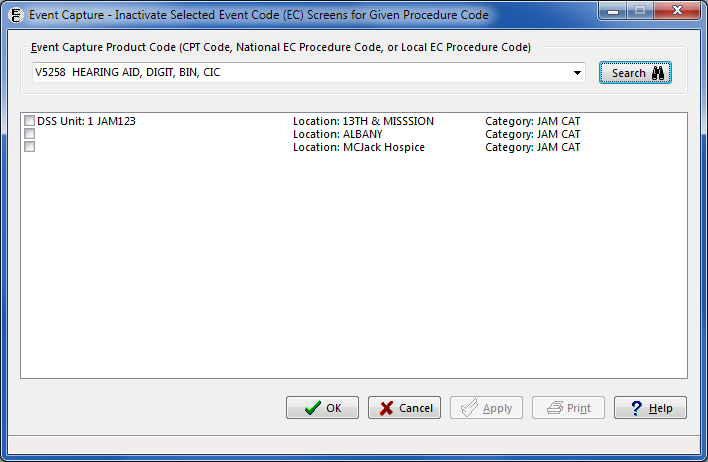 Event Capture - Inactivate Selected Event Code (EC) Screens for Given Procedure Code
Event Capture Product Code (CPT Code, National EC Procedure Code, or Local EC Procedure Code)
V5258 HEARING AID, DIGIT, BIN, CIC
Search
DSS Unit: 1 JAM123 Location: 13TH & MISSSION Category: JAM CAT
Location: ALBANY Category: JAM CAT
Location: MCJack Hospice Category: JAM CAT
OK Cancel Apply Print Help